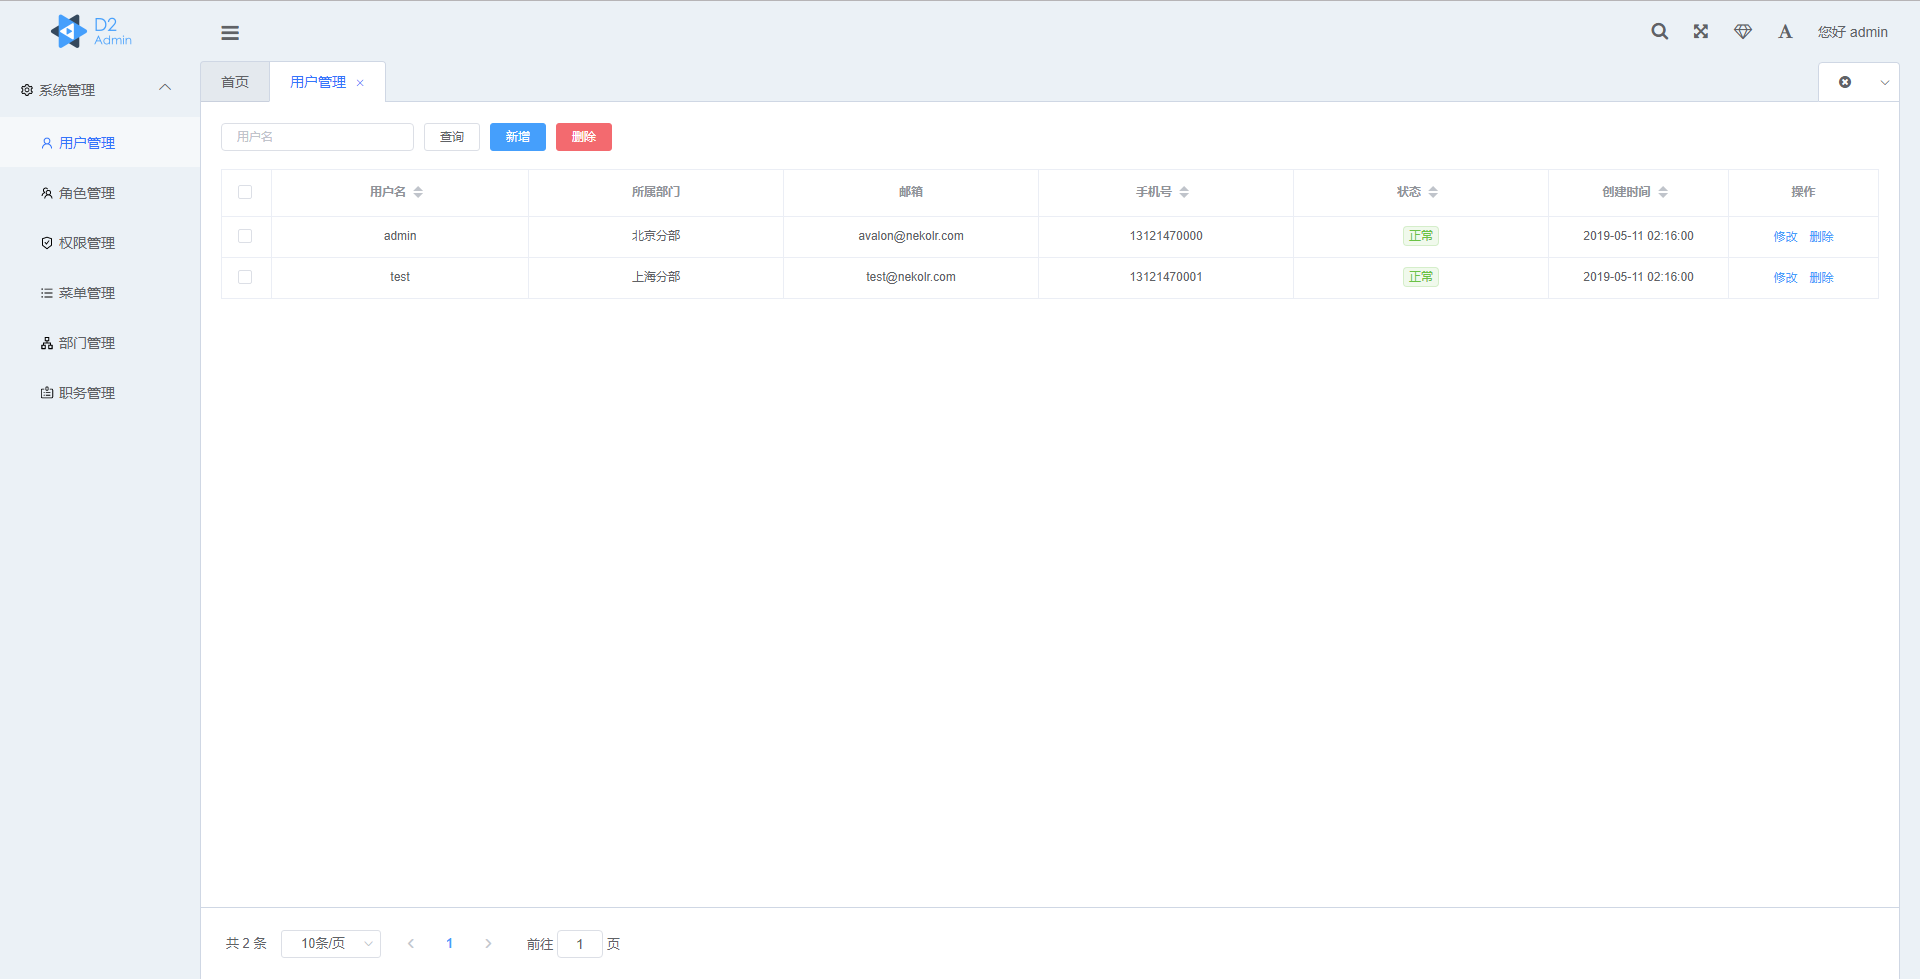 D2
Admin
您好 admin
系统管理
用户管理
角色管理
权限管理
菜单管理
部门管理
职务管理
首页
用户管理
用户名
查询
新增
删除
用户名 所属部门 邮箱 手机号 状态 创建时间 操作
admin 北京分部 avalon@nekolr.com 13121470000 正常 2019-05-11 02:16:00 修改 删除
test 上海分部 test@nekolr.com 13121470001 正常 2019-05-11 02:16:00 修改 删除
共 2 条 10条/页 1 前往 1 页